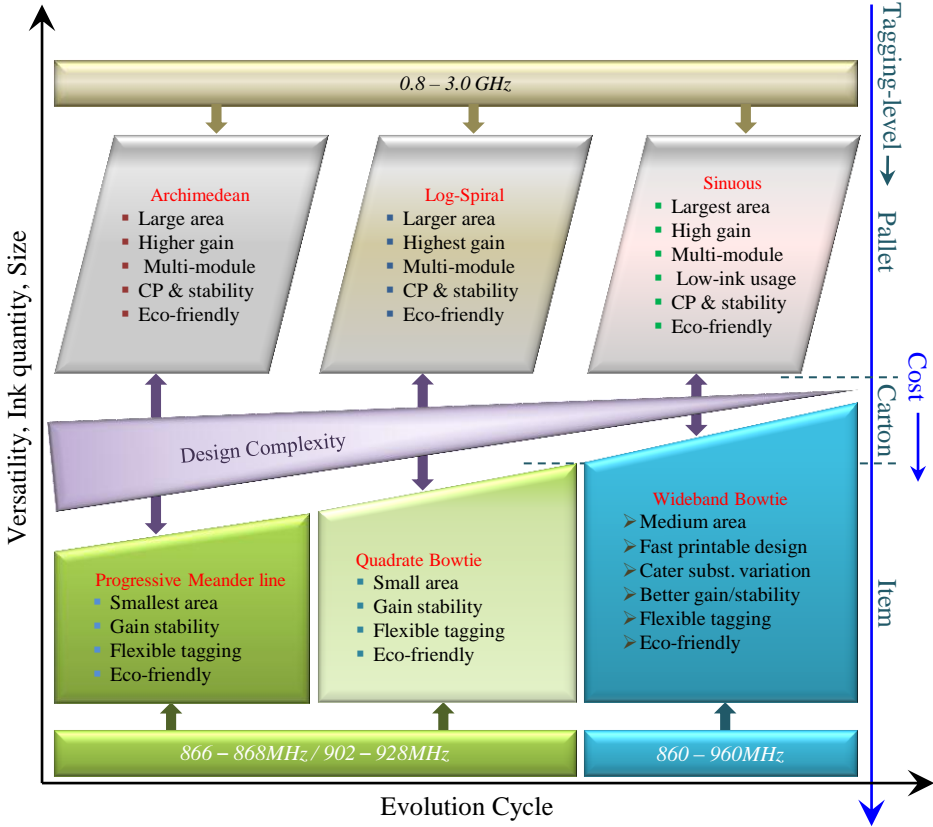 0.8 – 3.0 GHz
Archimedean
Large area
Higher gain
Multi-module
CP & stability
Eco-friendly
Log-Spiral
Larger area
Highest gain
Multi-module
CP & stability
Eco-friendly
Sinuous
Largest area
High gain
Multi-module
Low-ink usage
CP & stability
Eco-friendly
Design Complexity
Progressive Meander line
Smallest area
Gain stability
Flexible tagging
Eco-friendly
Quadrate Bowtie
Small area
Gain stability
Flexible tagging
Eco-friendly
Wideband Bowtie
Medium area
Fast printable design
Cater subst. variation
Better gain/stability
Flexible tagging
Eco-friendly
866 – 868MHz / 902 – 928MHz
860 – 960MHz
Evolution Cycle
Versatility, Ink quantity, Size
Tagging-level
Pallet
Carton
Item
Cost